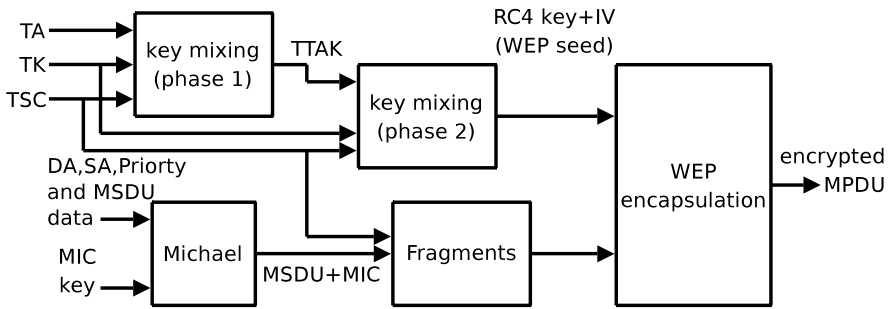 TA
TK
TSC
key mixing
(phase 1)
TTAK
key mixing
(phase 2)
RC4 key+IV
(WEP seed)
WEP
encapsulation
encrypted
MPDU
DA,SA,Priorty
and MSDU
data
MIC
key
Michael
MSDU+MIC
Fragments